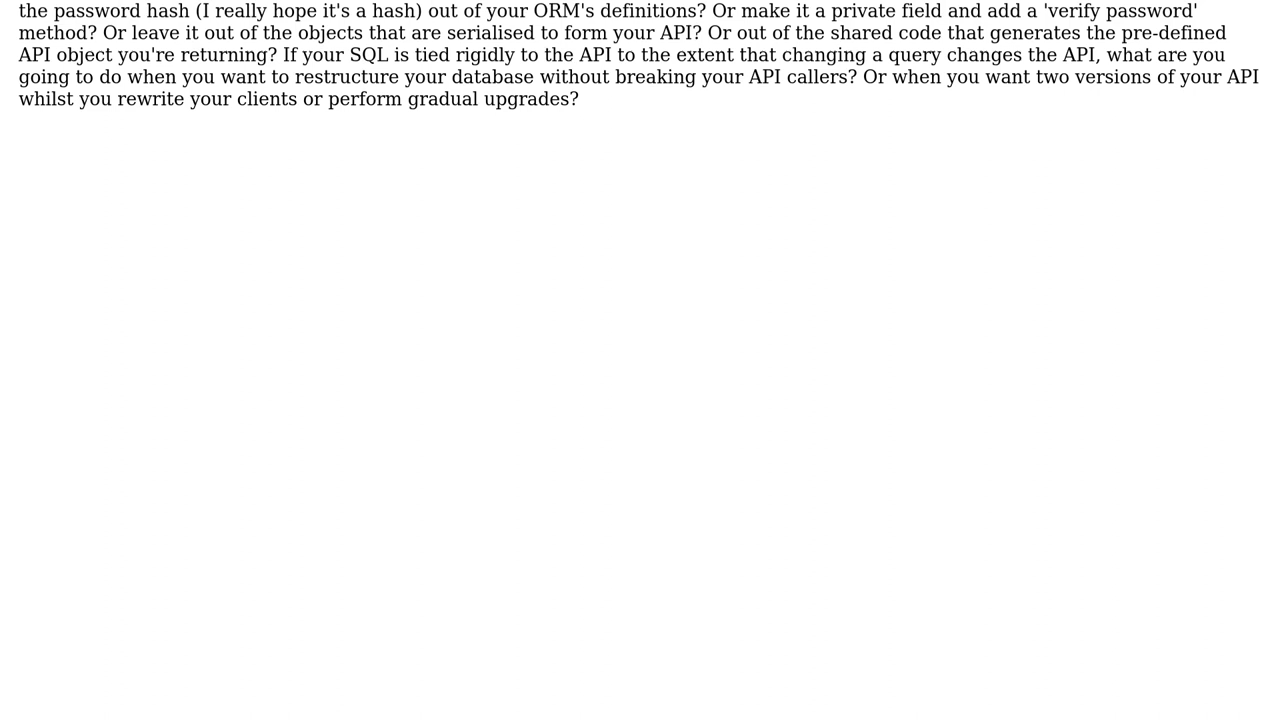 the password hash (I really hope it's a hash) out of your ORM's definitions? Or make it a private field and add a 'verify password'
method? Or leave it out of the objects that are serialised to form your API? Or out of the shared code that generates the pre-defined
API object you're returning? If your SQL is tied rigidly to the API to the extent that changing a query changes the API, what are you
going to do when you want to restructure your database without breaking your API callers? Or when you want two versions of your API
whilst you rewrite your clients or perform gradual upgrades?